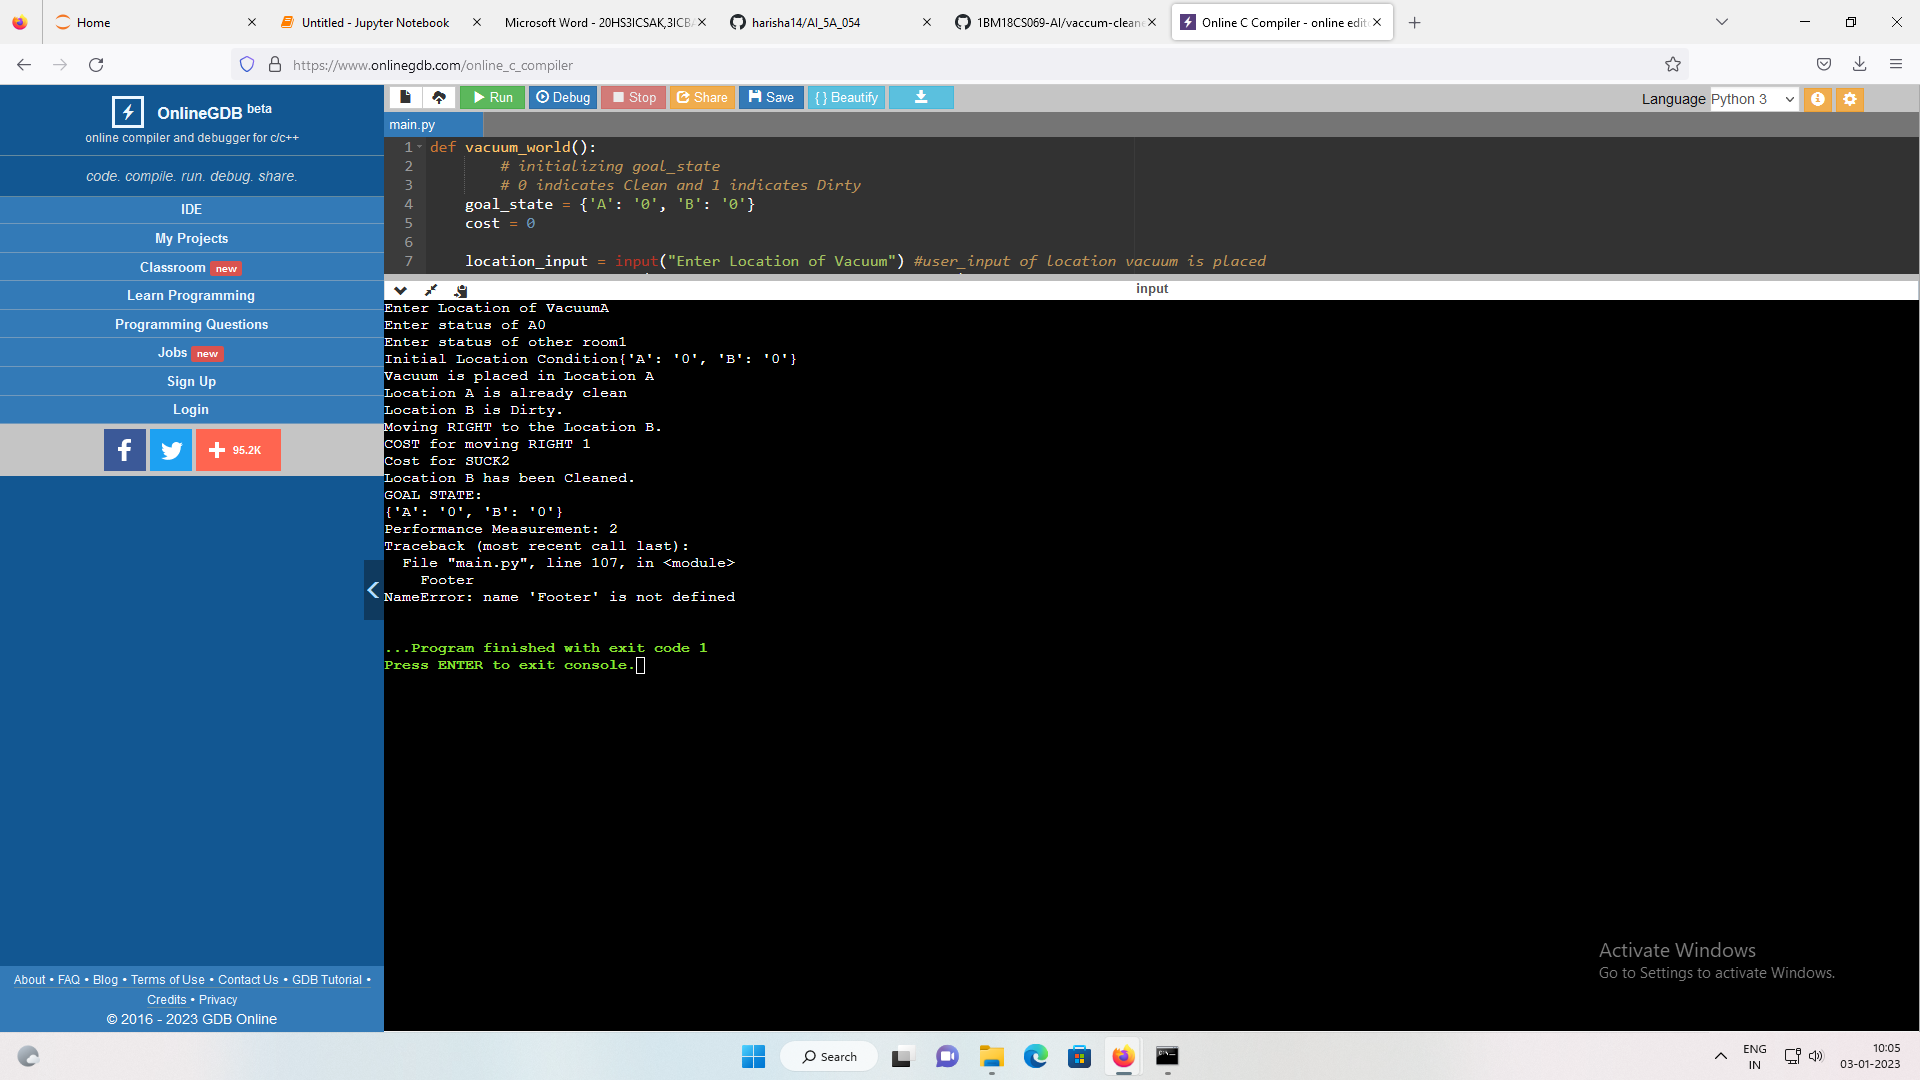 Home
Untitled - Jupyter Notebook
Microsoft Word - 20HS3ICSAK,3ICBA
harisha14/AI_5A_054
1BM18CS069-AI/vaccum-cleane
Online C Compiler - online edit
https://www.onlinegdb.com/online_c_compiler
OnlineGDB beta
online compiler and debugger for c/c++
code. compile. run. debug. share.
IDE
My Projects
Classroom new
Learn Programming
Programming Questions
Jobs new
Sign Up
Login
f
95.2K
About • FAQ • Blog • Terms of Use • Contact Us • GDB Tutorial •
Credits • Privacy
© 2016 - 2023 GDB Online
Run Debug Stop Share Save { } Beautify
Language Python 3
main.py
1 def vacuum_world():
2 # initializing goal_state
3 # 0 indicates Clean and 1 indicates Dirty
4 goal_state = {'A': '0', 'B': '0'}
5 cost = 0
6
7 location_input = input("Enter Location of Vacuum") #user_input of location vacuum is placed
input
Enter Location of VacuumA
Enter status of A0
Enter status of other room1
Initial Location Condition{'A': '0', 'B': '0'}
Vacuum is placed in Location A
Location A is already clean
Location B is Dirty.
Moving RIGHT to the Location B.
COST for moving RIGHT 1
Cost for SUCK2
Location B has been Cleaned.
GOAL STATE:
{'A': '0', 'B': '0'}
Performance Measurement: 2
Traceback (most recent call last):
File "main.py", line 107, in <module>
Footer
NameError: name 'Footer' is not defined
...Program finished with exit code 1
Press ENTER to exit console.
Activate Windows
Go to Settings to activate Windows.
Search
ENG
IN
10:05
03-01-2023